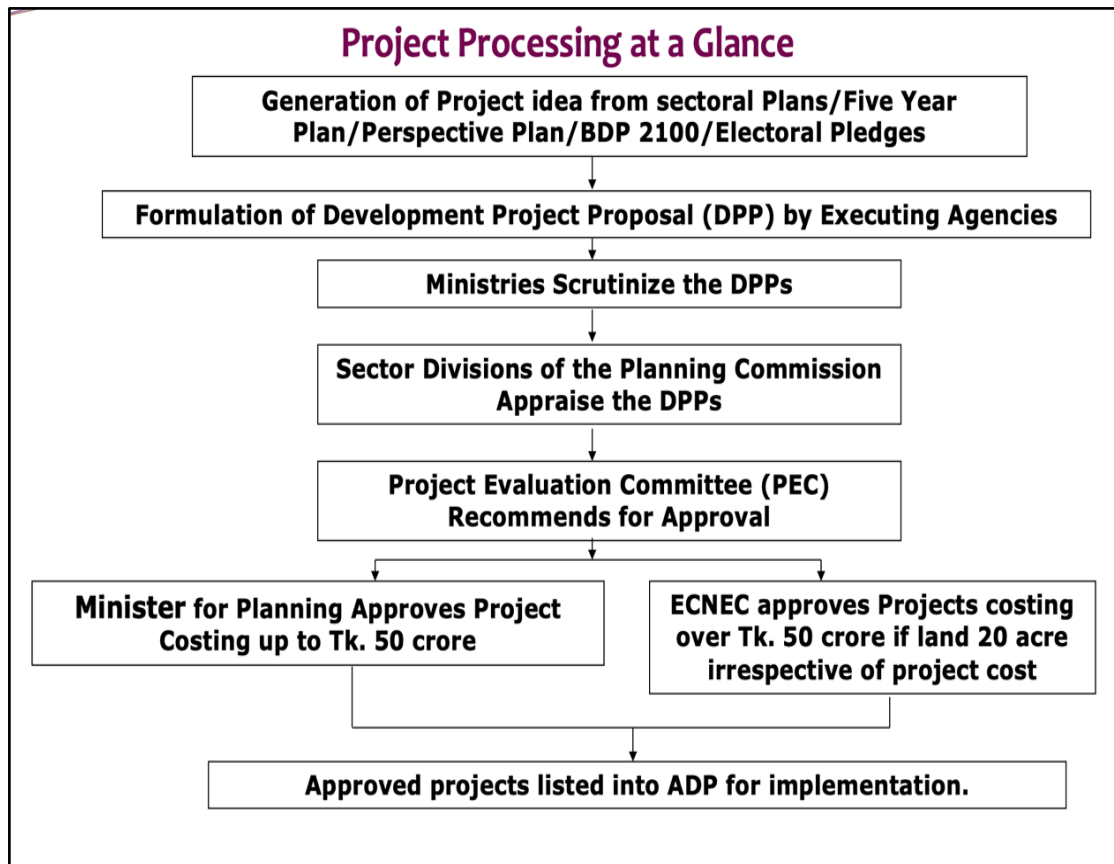 Project Processing at a Glance
Generation of Project idea from sectoral Plans/Five Year
Plan/Perspective Plan/BDP 2100/Electoral Pledges
Formulation of Development Project Proposal (DPP) by Executing Agencies
Ministries Scrutinize the DPPs
Sector Divisions of the Planning Commission
Appraise the DPPs
Project Evaluation Committee (PEC)
Recommends for Approval
Minister for Planning Approves Project
Costing up to Tk. 50 crore
ECNEC approves Projects costing
over Tk. 50 crore if land 20 acre
irrespective of project cost
Approved projects listed into ADP for implementation.